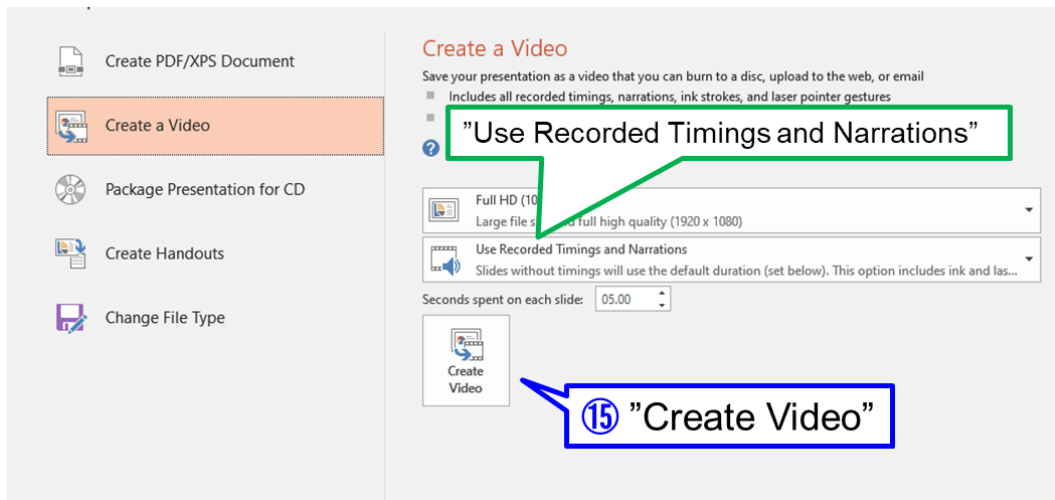 Create PDF/XPS Document
Create a Video
Package Presentation for CD
Create Handouts
Change File Type
Create a Video
Save your presentation as a video that you can burn to a disc, upload to the web, or email
Includes all recorded timings, narrations, ink strokes, and laser pointer gestures
”Use Recorded Timings and Narrations”
Full HD (10
Large file s full high quality (1920 x 1080)
Use Recorded Timings and Narrations
Slides without timings will use the default duration (set below). This option includes ink and las...
Seconds spent on each slide: 05.00
Create
Video
⑮ ”Create Video”